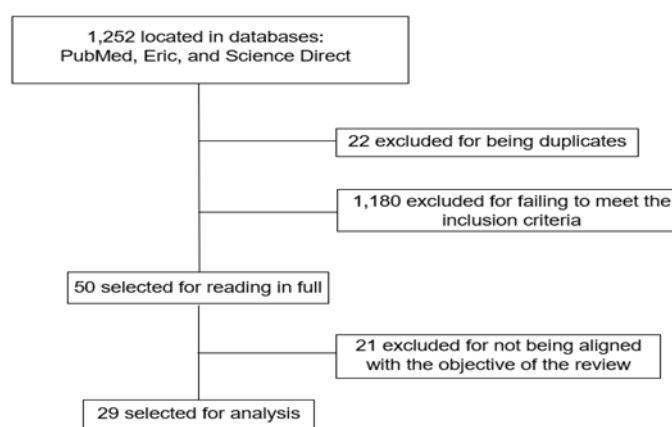 1,252 located in databases:
PubMed, Eric, and Science Direct
22 excluded for being duplicates
1,180 excluded for failing to meet the
inclusion criteria
50 selected for reading in full
21 excluded for not being aligned
with the objective of the review
29 selected for analysis